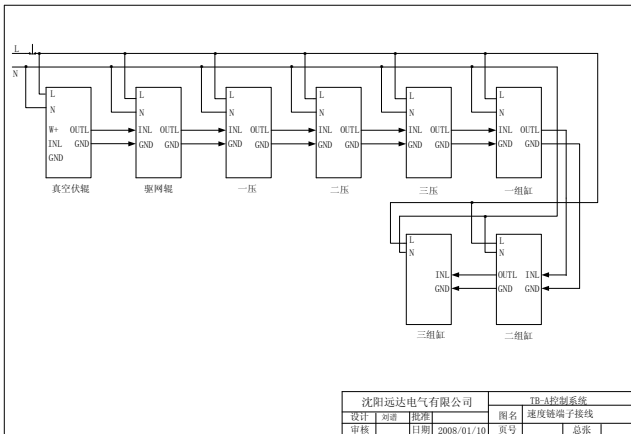 L
N
L L L L L L
N N N N N N
W+ OUTL INL OUTL INL OUTL INL OUTL INL OUTL INL OUTL
INL GND GND GND GND GND GND GND GND GND GND GND
GND
真空伏辊 驱网辊 一压 二压 三压 一组缸
L L
N N
INL OUTL INL
GND GND GND
三组缸 二组缸
沈阳远达电气有限公司 TB-A控制系统
设计 刘谱 批准 图名 速度链端子接线
审核 日期 2008/01/10 页号 总张